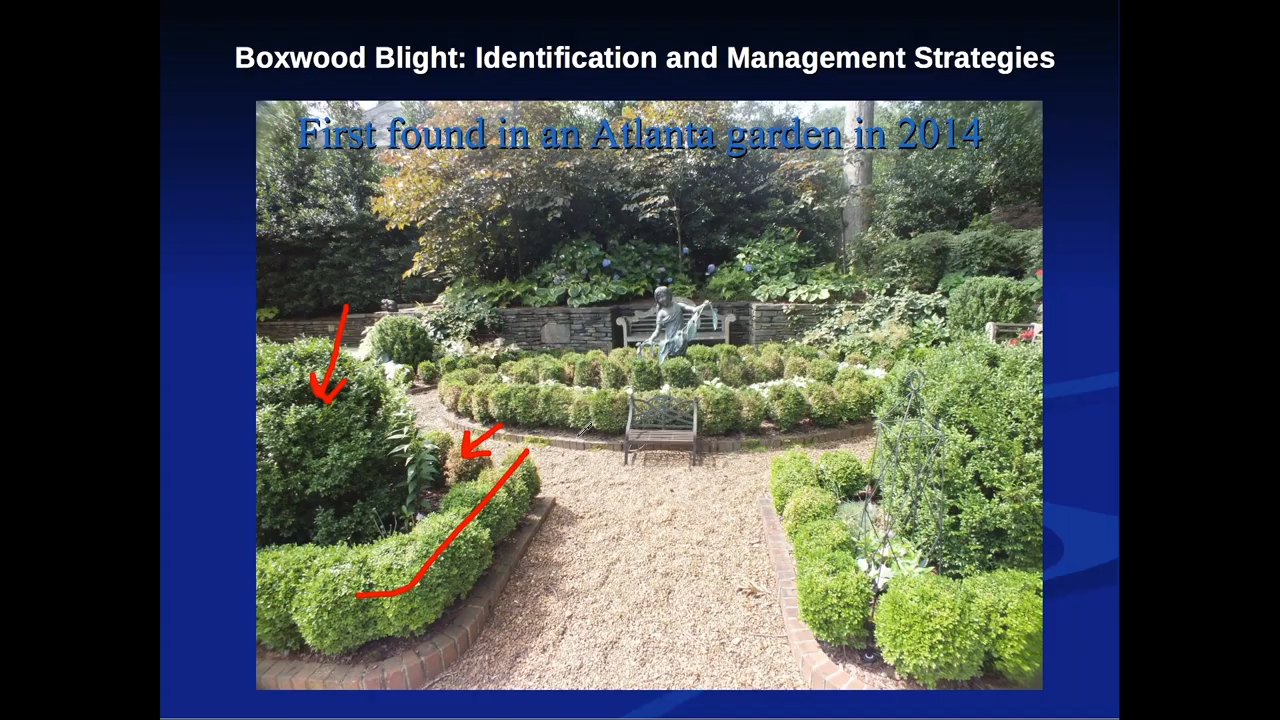 Boxwood Blight: Identification and Management Strategies
First found in an Atlanta garden in 2014